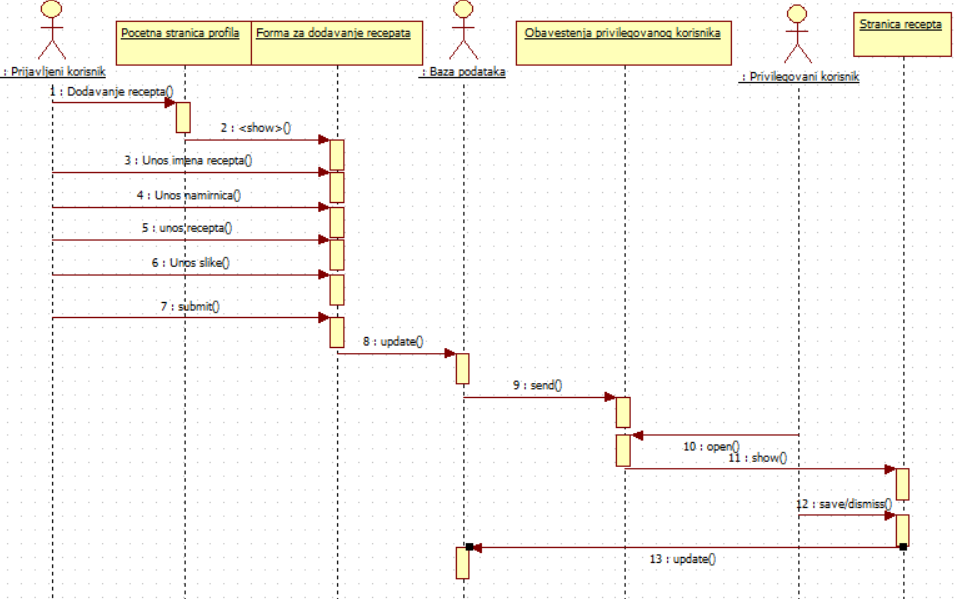 Pocetna stranica profila
Forma za dodavanje recepata
Obavestenja privilegovanog korisnika
Stranica recepta
: Prijavljeni korisnik
: Baza podataka
: Privilegovani korisnik
1 : Dodavanje recepta()
2 : <show>()
3 : Unos imena recepta()
4 : Unos namirnica()
5 : unos recepta()
6 : Unos slike()
7 : submit()
8 : update()
9 : send()
10 : open()
11 : show()
12 : save/dismiss()
13 : update()